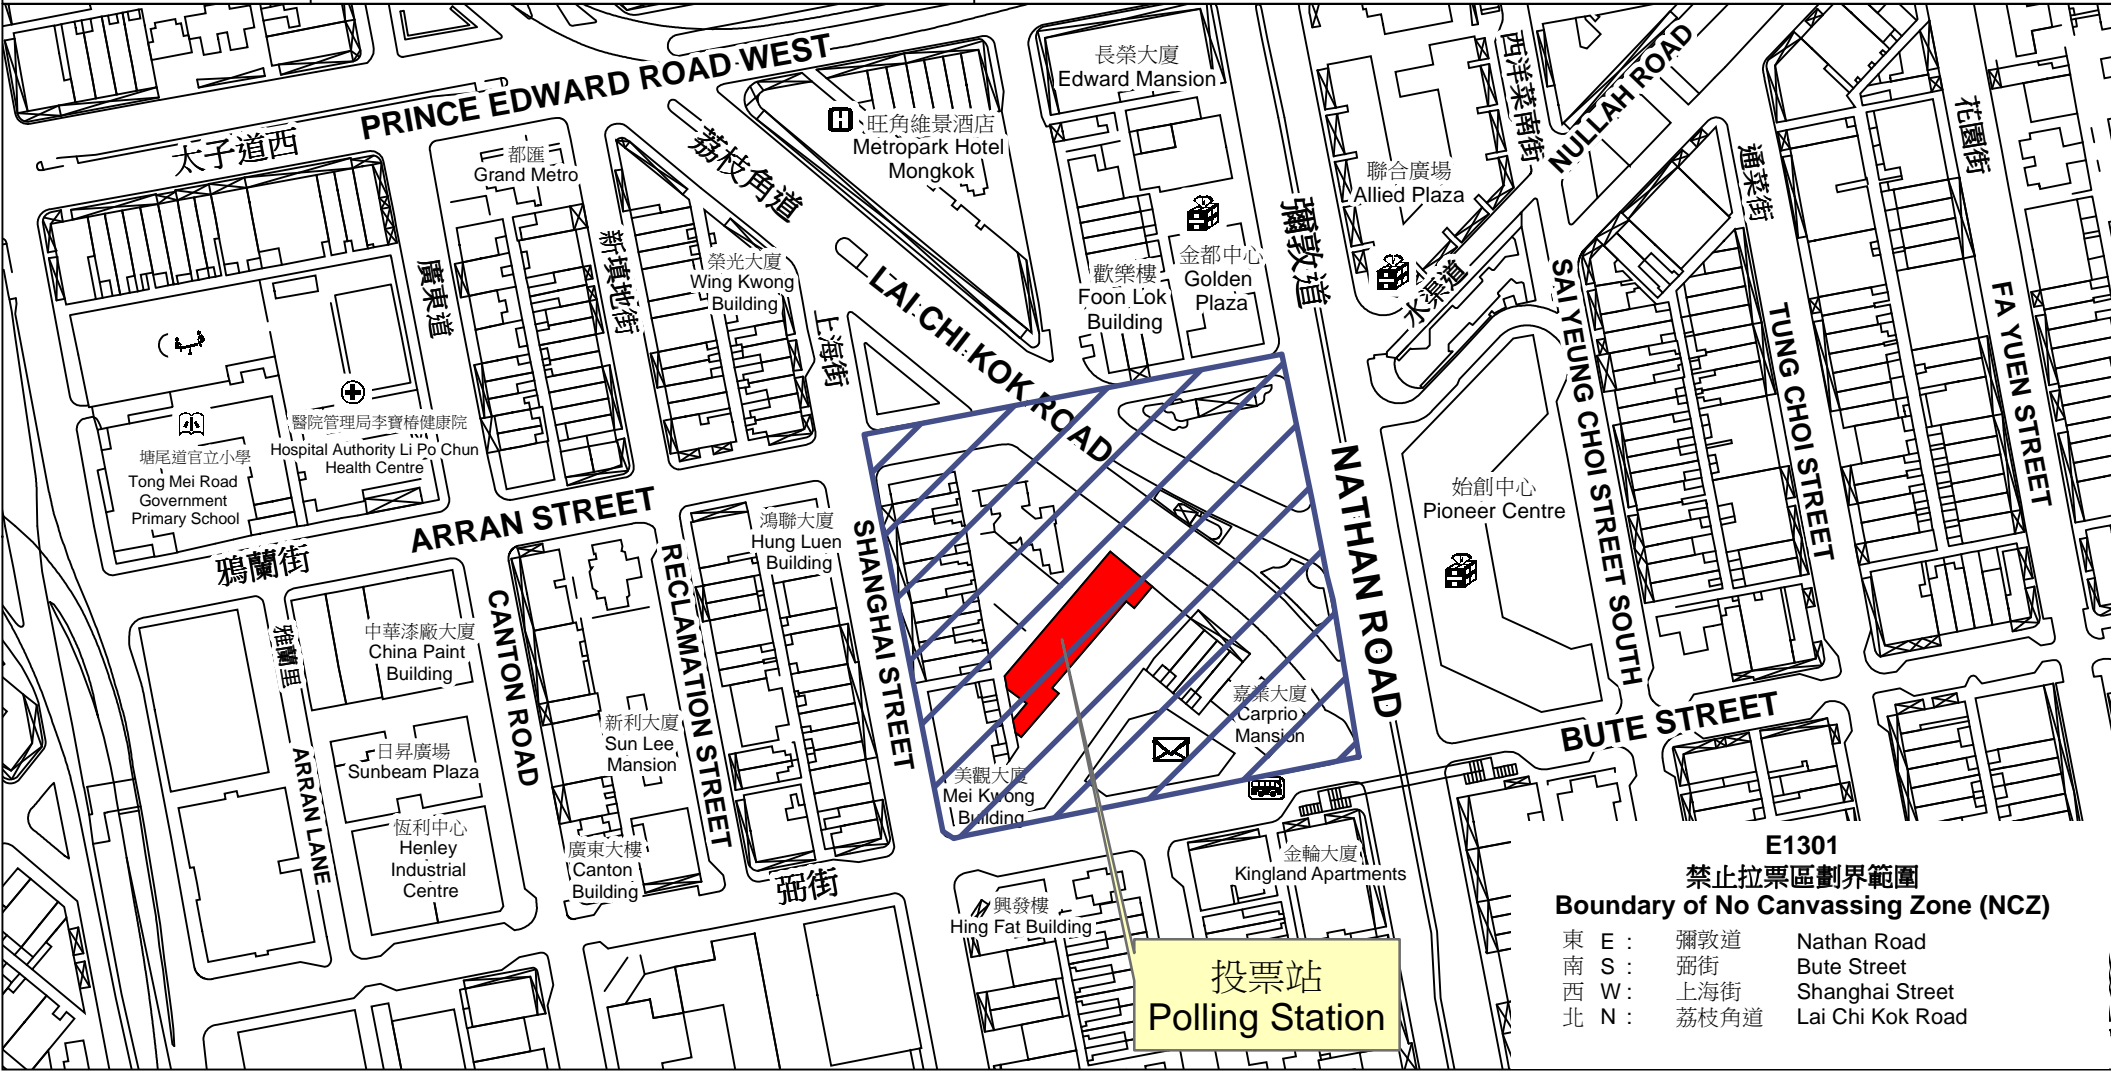 PRINCE EDWARD ROAD WEST
太子道西
長榮大廈
Edward Mansion
旺角維景酒店
Metropark Hotel
Mongkok
荔枝角道
LAI CHI KOK ROAD
都匯
Grand Metro
西洋菜南街
NULLAH ROAD
水渠道
聯合廣場
Allied Plaza
通菜街
花園街
彌敦道
NATHAN ROAD
金都中心
Golden
Plaza
歡樂樓
Foon Lok
Building
榮光大廈
Wing Kwong
Building
新填地街
廣東道
上海街
SAI YEUNG CHOI STREET SOUTH
TUNG CHOI STREET
FA YUEN STREET
醫院管理局李寶椿健康院
Hospital Authority Li Po Chun
Health Centre
塘尾道官立小學
Tong Mei Road
Government
Primary School
ARRAN STREET
鴉蘭街
鴻聯大廈
Hung Luen
Building
SHANGHAI STREET
RECLAMATION STREET
CANTON ROAD
雅蘭里
ARRAN LANE
始創中心
Pioneer Centre
中華漆廠大廈
China Paint
Building
新利大廈
Sun Lee
Mansion
日昇廣場
Sunbeam Plaza
恆利中心
Henley
Industrial
Centre
廣東大樓
Canton
Building
弼街
BUTE STREET
嘉業大廈
Carprio
Mansion
美觀大廈
Mei Kwong
Building
興發樓
Hing Fat Building
金輪大廈
Kingland Apartments
投票站
Polling Station
E1301
禁止拉票區劃界範圍
Boundary of No Canvassing Zone (NCZ)
東 E : 彌敦道 Nathan Road
南 S : 弼街 Bute Street
西 W : 上海街 Shanghai Street
北 N : 荔枝角道 Lai Chi Kok Road